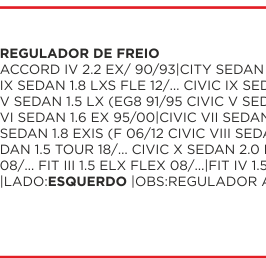 REGULADOR DE FREIO
ACCORD IV 2.2 EX/ 90/93|CITY SEDAN
IX SEDAN 1.8 LXS FLE 12/... CIVIC IX SED
V SEDAN 1.5 LX (EG8 91/95 CIVIC V SED
VI SEDAN 1.6 EX 95/00|CIVIC VII SEDAN
SEDAN 1.8 EXIS (F 06/12 CIVIC VIII SEDA
DAN 1.5 TOUR 18/... CIVIC X SEDAN 2.0
08/... FIT III 1.5 ELX FLEX 08/...|FIT IV 1.5
|LADO:ESQUERDO |OBS:REGULADOR A